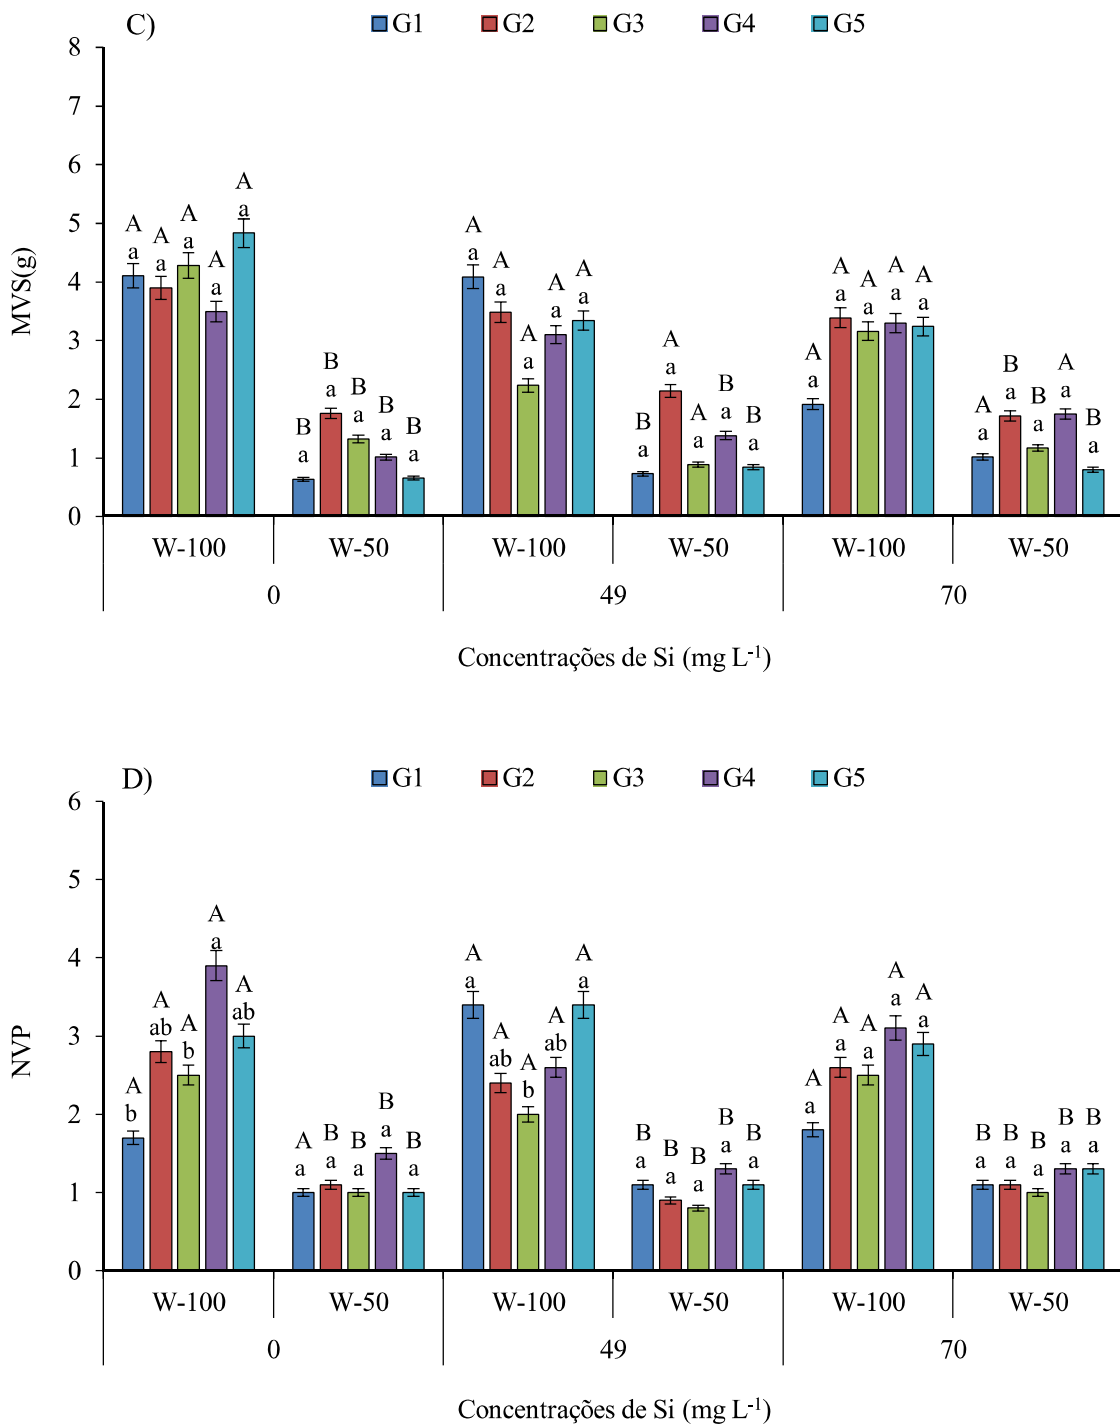 C)
G1 G2 G3 G4 G5
8
7
6
5
4
3
2
1
0
MVS(g)
A A A A A
a a a a a
B B B B B
a a a a a
A A A A A
a a a a a
B A A B B
a a a a a
A A A A A
a a a a a
A B B A B
a a a a a
W-100 W-50 W-100 W-50 W-100 W-50
0 49 70
Concentrações de Si (mg L⁻¹)
D)
G1 G2 G3 G4 G5
6
5
4
3
2
1
0
NVP
A A A A A
b ab b a ab
A B B B B
a a a a a
A A A A A
a ab b ab a
B B B B B
a a a a a
A A A A A
a a a a a
B B B B B
a a a a a
W-100 W-50 W-100 W-50 W-100 W-50
0 49 70
Concentrações de Si (mg L⁻¹)